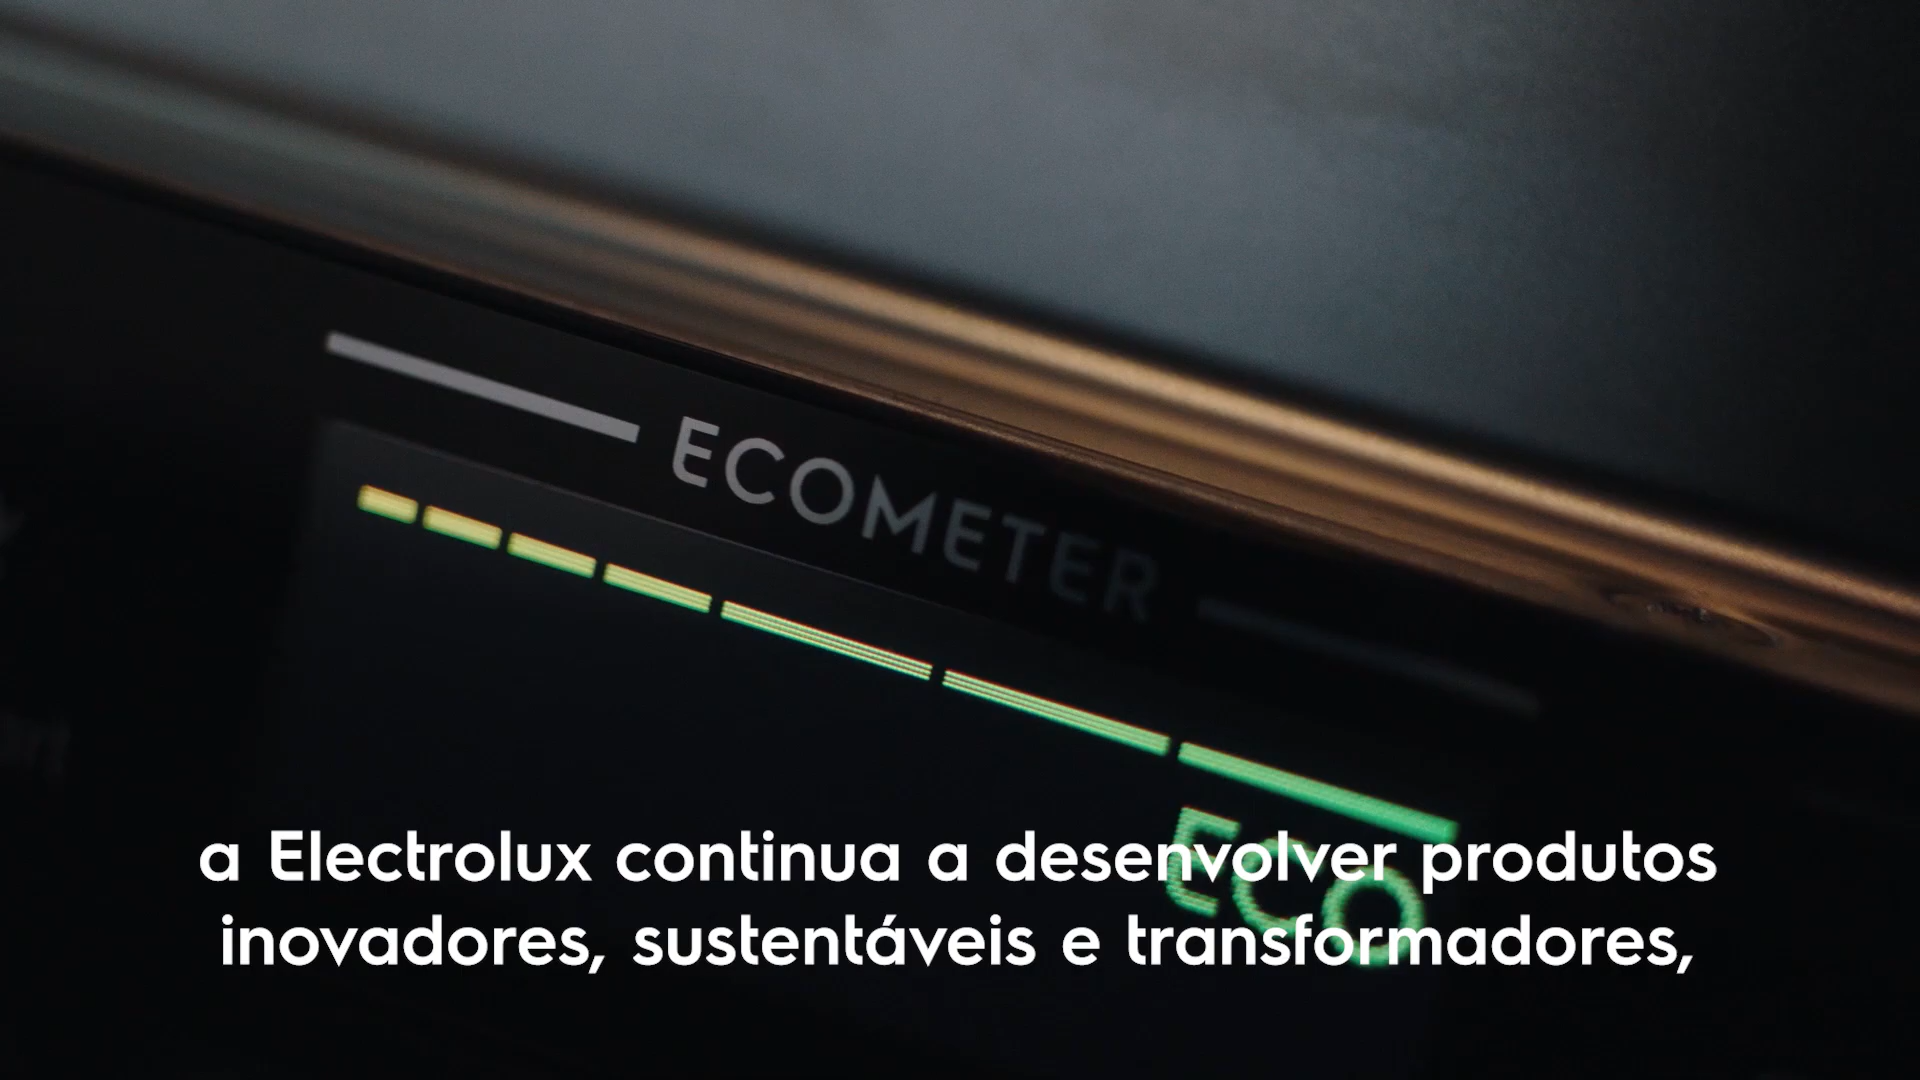 ECOMETER
ECO
a Electrolux continua a desenvolver produtos
inovadores, sustentáveis e transformadores,